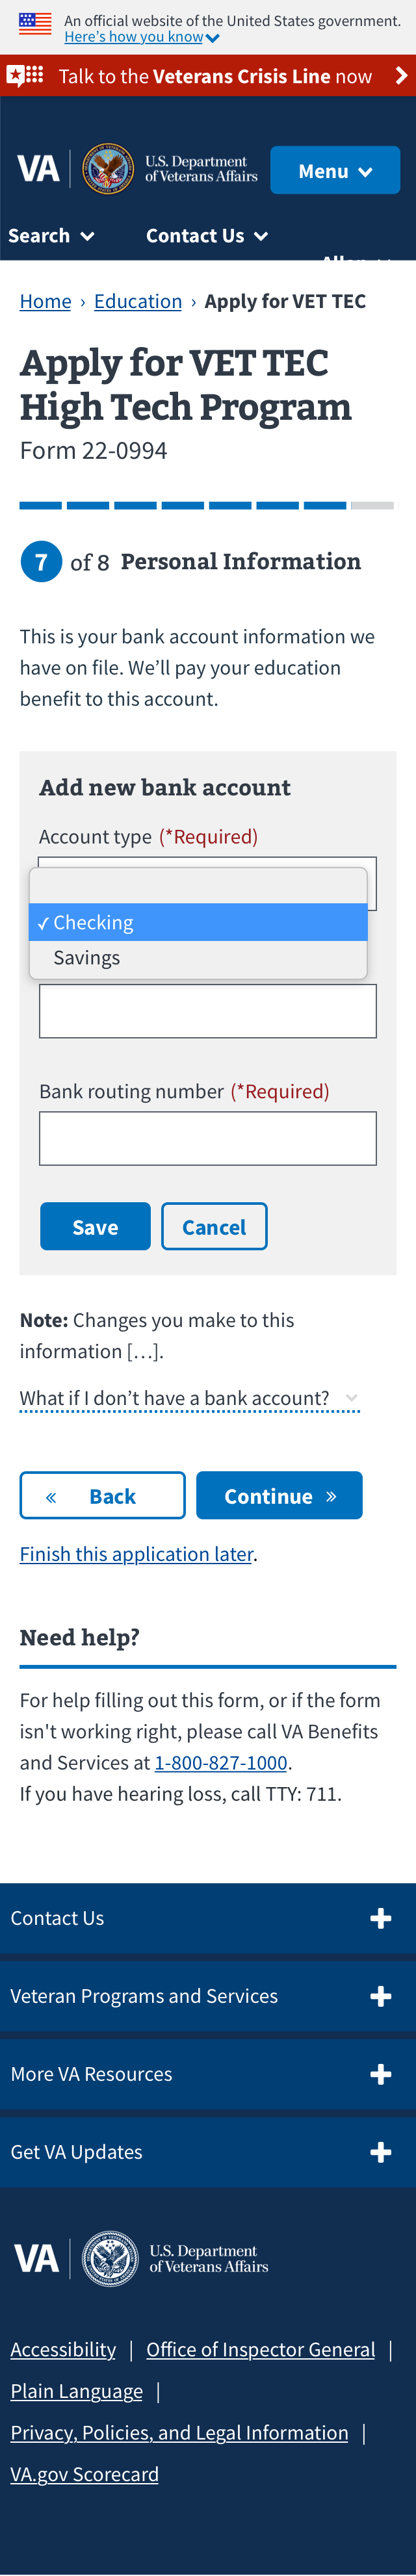 An official website of the United States government.
Here’s how you know
Talk to the Veterans Crisis Line now
VA
U.S. Department
of Veterans Affairs
Menu
Search
Contact Us
Home › Education › Apply for VET TEC
Apply for VET TEC
High Tech Program
Form 22-0994
7 of 8 Personal Information
This is your bank account information we
have on file. We’ll pay your education
benefit to this account.
Add new bank account
Account type (*Required)
✓ Checking
Savings
Bank routing number (*Required)
Save
Cancel
Note: Changes you make to this
information […].
What if I don’t have a bank account?
« Back
Continue »
Finish this application later.
Need help?
For help filling out this form, or if the form
isn't working right, please call VA Benefits
and Services at 1-800-827-1000.
If you have hearing loss, call TTY: 711.
Contact Us
Veteran Programs and Services
More VA Resources
Get VA Updates
VA
U.S. Department
of Veterans Affairs
Accessibility | Office of Inspector General |
Plain Language |
Privacy, Policies, and Legal Information |
VA.gov Scorecard